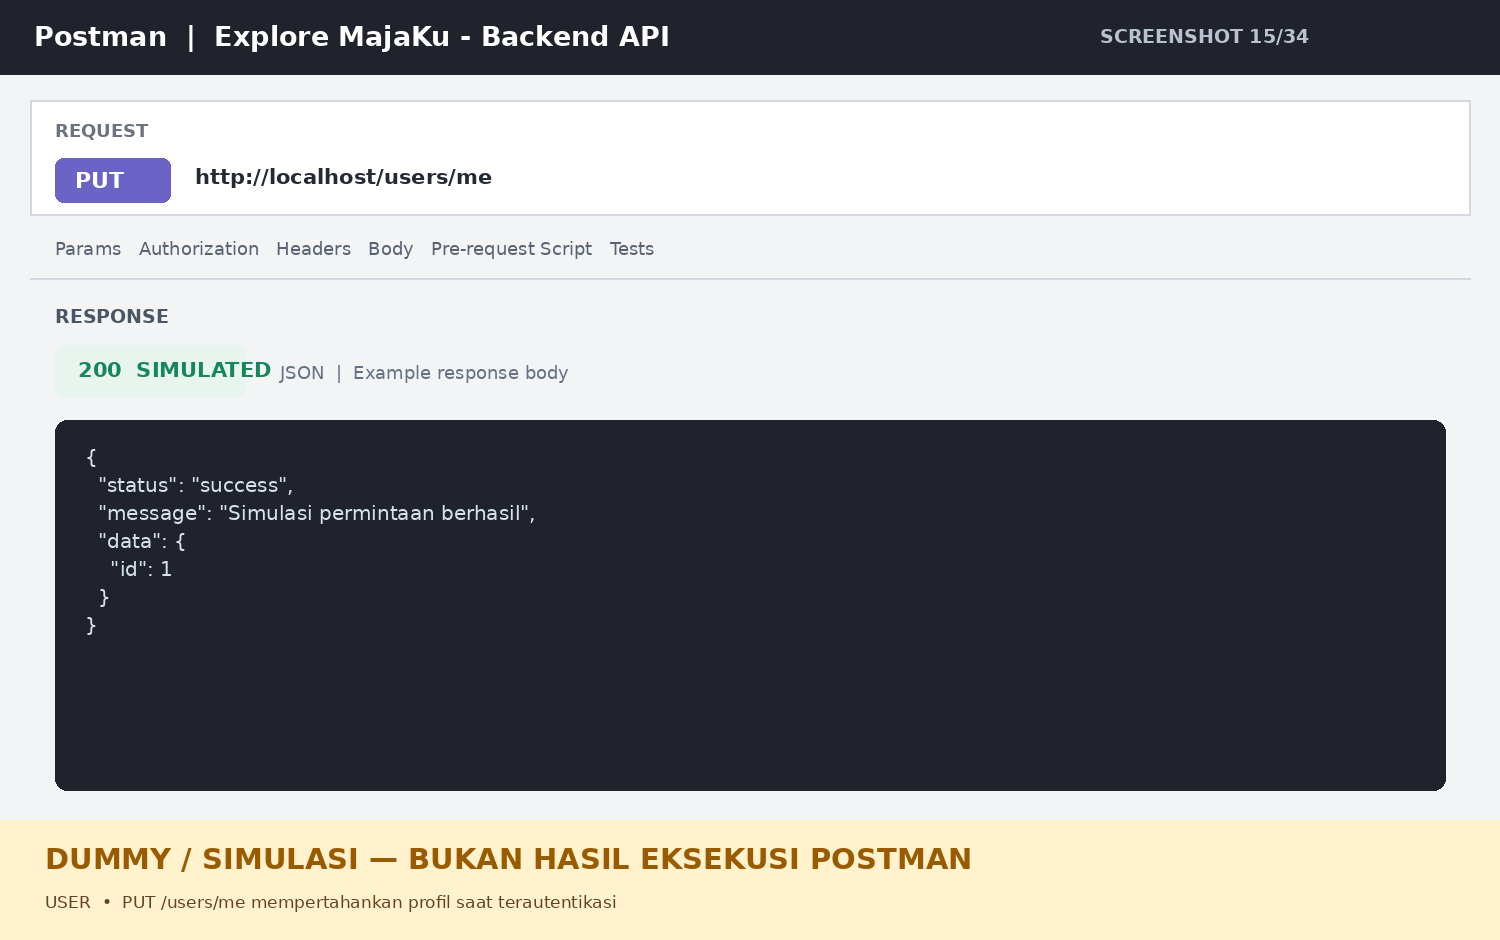 Postman | Explore MajaKu - Backend API
SCREENSHOT 15/34
REQUEST
PUT http://localhost/users/me
Params Authorization Headers Body Pre-request Script Tests
RESPONSE
200 SIMULATED JSON | Example response body
{
"status": "success",
"message": "Simulasi permintaan berhasil",
"data": {
"id": 1
}
}
DUMMY / SIMULASI — BUKAN HASIL EKSEKUSI POSTMAN
USER • PUT /users/me mempertahankan profil saat terautentikasi